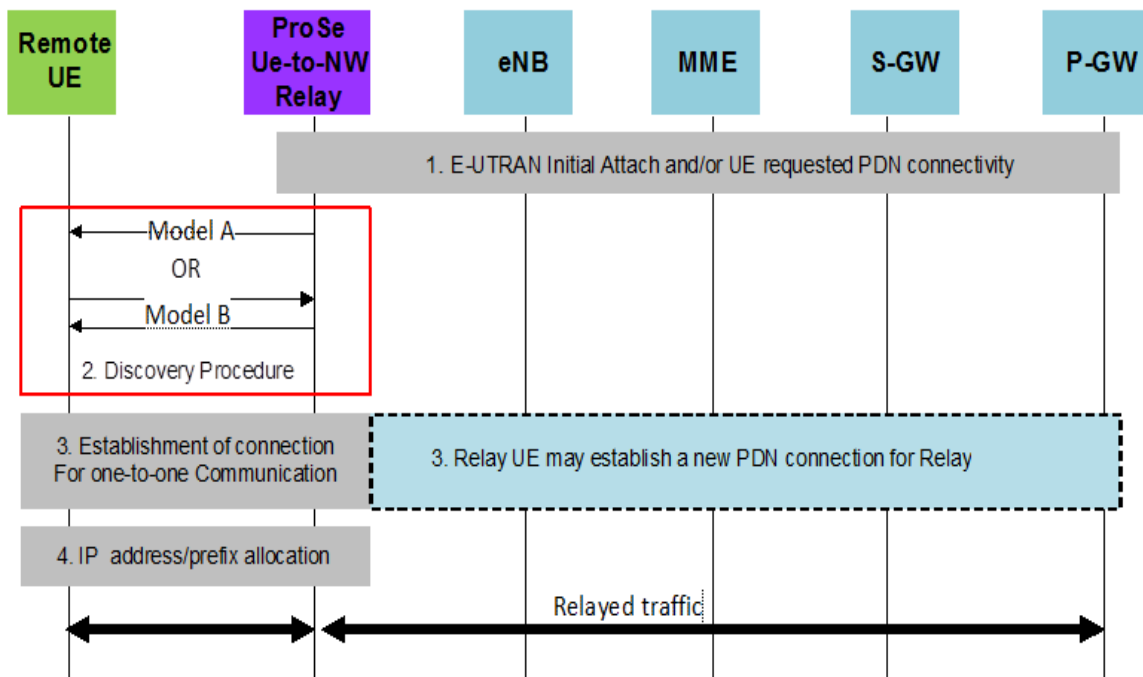 Remote
UE
ProSe
Ue-to-NW
Relay
eNB
MME
S-GW
P-GW
1. E-UTRAN Initial Attach and/or UE requested PDN connectivity
Model A
OR
Model B
2. Discovery Procedure
3. Establishment of connection
For one-to-one Communication
3. Relay UE may establish a new PDN connection for Relay
4. IP address/prefix allocation
Relayed traffic